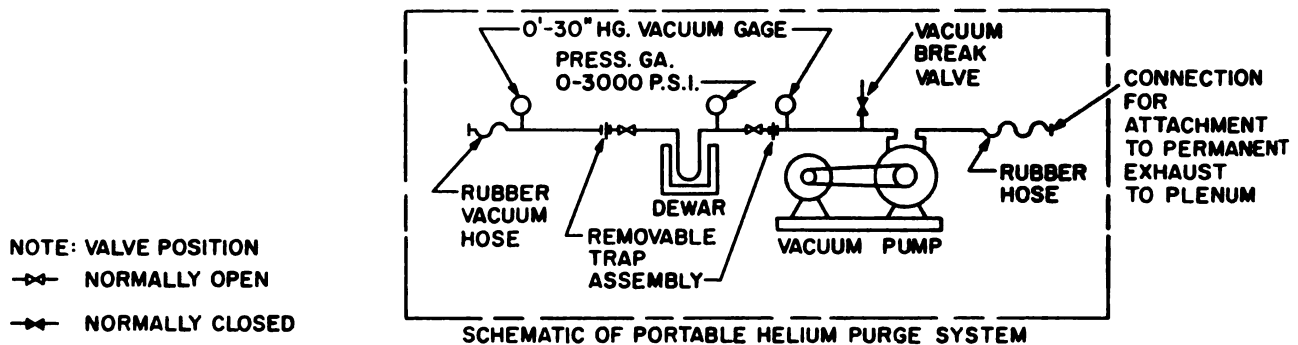 0'-30" HG. VACUUM GAGE
PRESS. GA.
0-3000 P.S.I.
VACUUM
BREAK
VALVE
CONNECTION
FOR
ATTACHMENT
TO PERMANENT
EXHAUST
TO PLENUM
RUBBER
VACUUM
HOSE
DEWAR
REMOVABLE
TRAP
ASSEMBLY
VACUUM PUMP
RUBBER
HOSE
NOTE: VALVE POSITION
NORMALLY OPEN
NORMALLY CLOSED
SCHEMATIC OF PORTABLE HELIUM PURGE SYSTEM